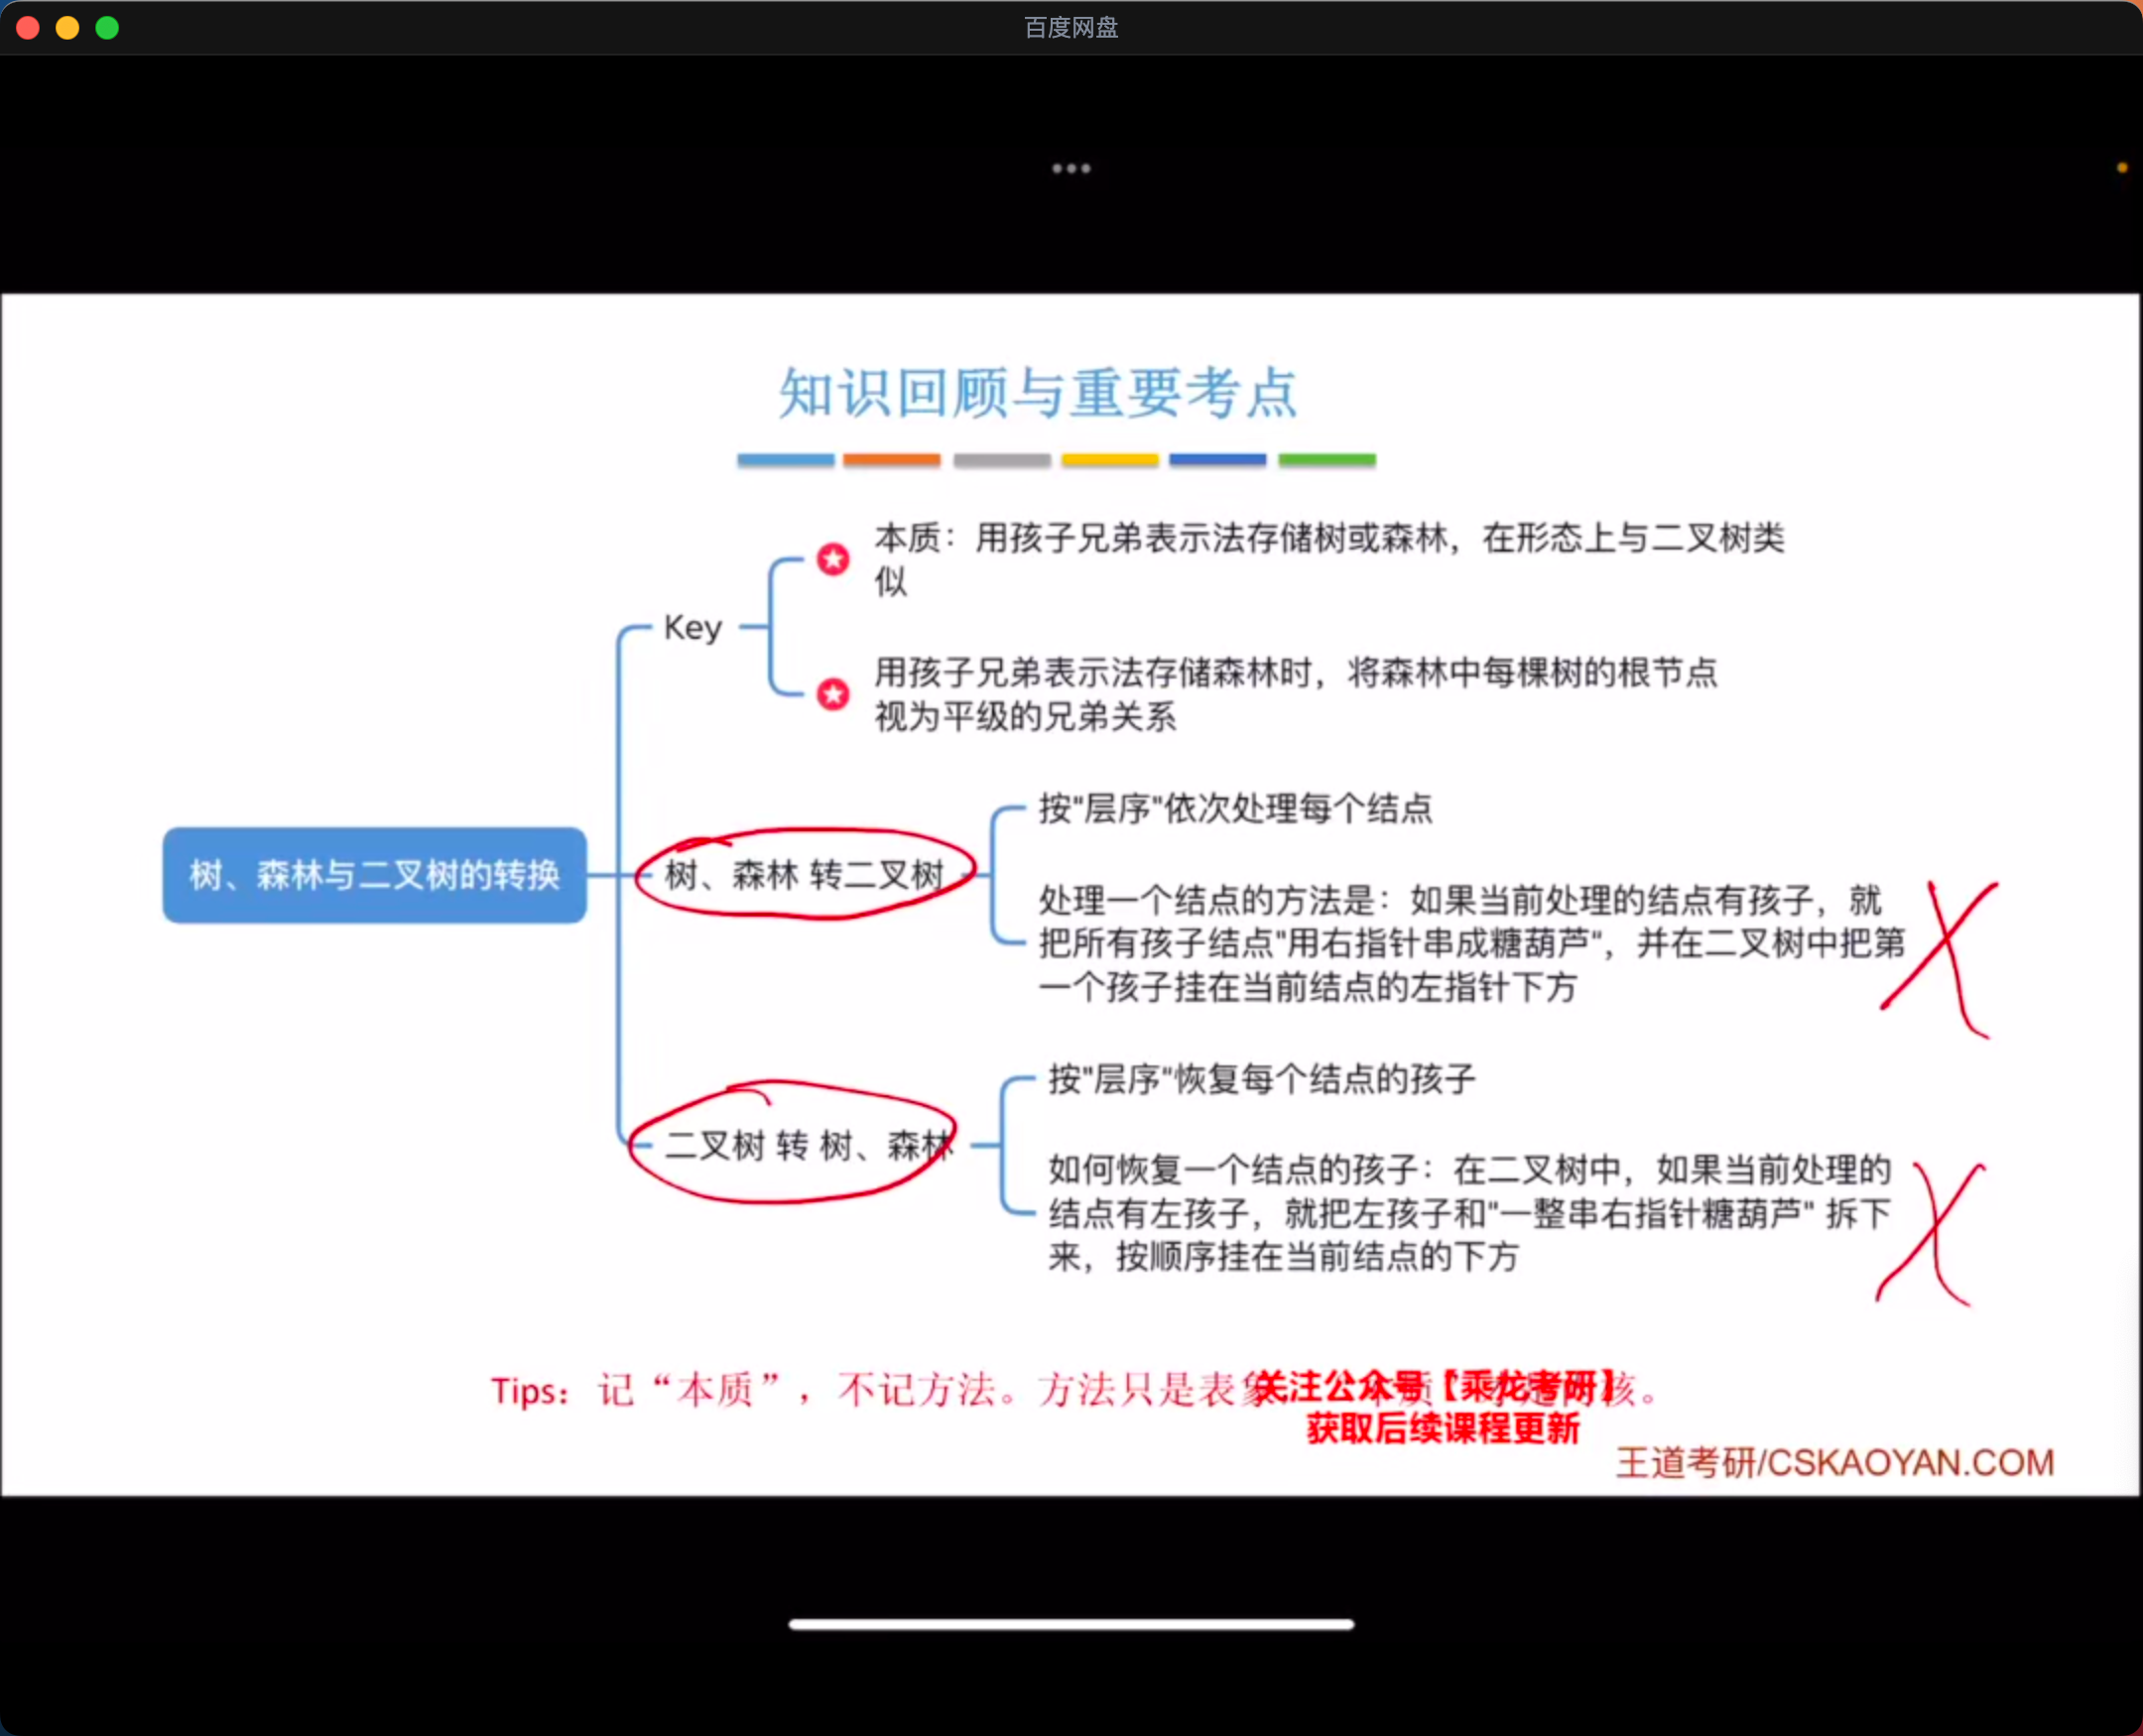 百度网盘
知识回顾与重要考点
本质：用孩子兄弟表示法存储树或森林，在形态上与二叉树类
似
Key
用孩子兄弟表示法存储森林时，将森林中每棵树的根节点
视为平级的兄弟关系
按"层序"依次处理每个结点
树、森林与二叉树的转换
树、森林 转二叉树
处理一个结点的方法是：如果当前处理的结点有孩子，就
把所有孩子结点"用右指针串成糖葫芦"，并在二叉树中把第
一个孩子挂在当前结点的左指针下方
按"层序"恢复每个结点的孩子
二叉树 转 树、森林
如何恢复一个结点的孩子：在二叉树中，如果当前处理的
结点有左孩子，就把左孩子和"一整串右指针糖葫芦" 拆下
来，按顺序挂在当前结点的下方
Tips：记“本质”，不记方法。方法只是表象
关注公众号【乘龙考研】
核。
获取后续课程更新
王道考研/CSKAOYAN.COM